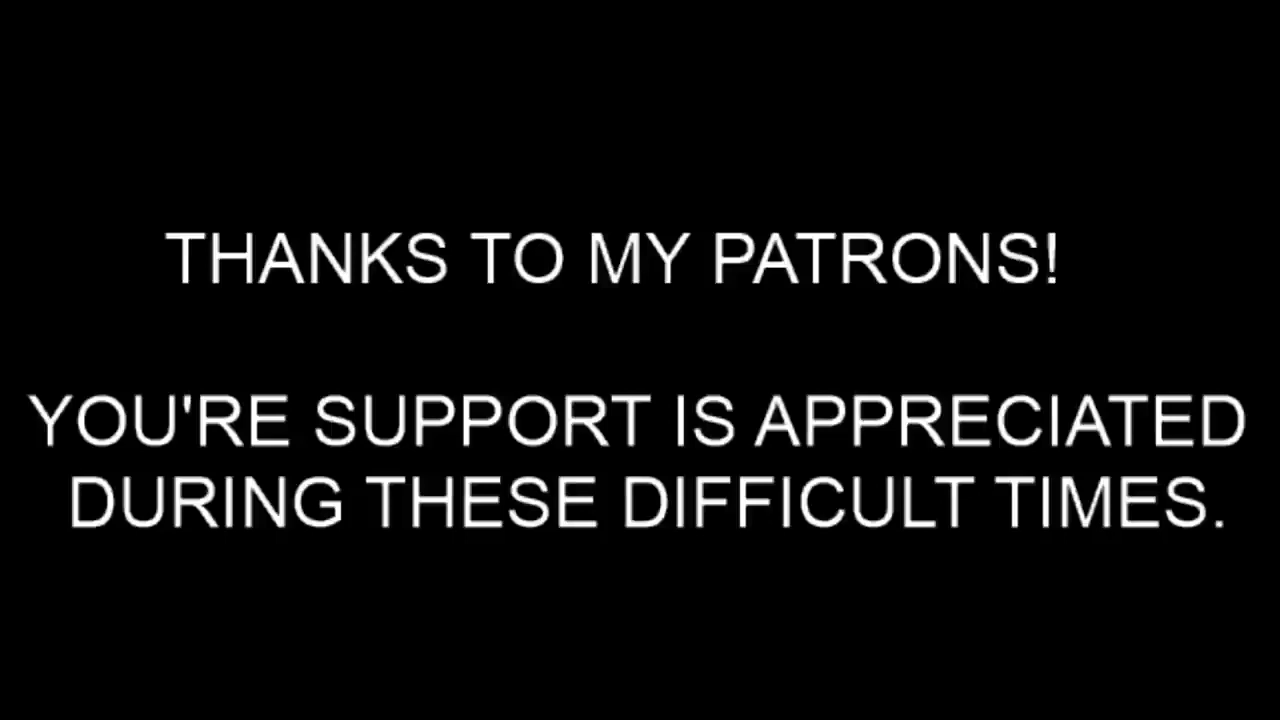 THANKS TO MY PATRONS!
YOU'RE SUPPORT IS APPRECIATED
DURING THESE DIFFICULT TIMES.